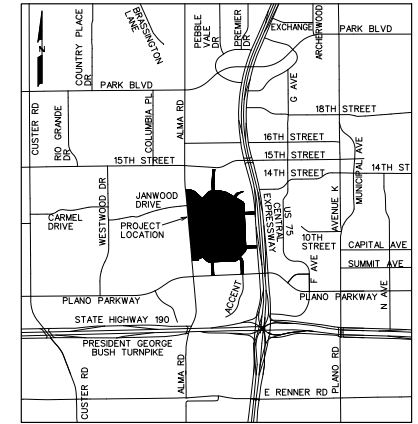 COUNTRY PLACE
DR
BRASSINGTON
LANE
PEBBLE
VALE
DR
PREMIER
DR
EXCHANGE
ARCHERWOOD
PARK BLVD
N
CUSTER RD
RIO GRANDE
DR
PARK BLVD
COLUMBIA PL
ALMA RD
G AVE
18TH STREET
16TH STREET
15TH STREET
15TH STREET
14TH STREET
14TH ST
MUNICIPAL AVE
WESTWOOD DR
JANWOOD
DRIVE
CARMEL
DRIVE
PROJECT
LOCATION
US 75
CENTRAL
EXPRESSWAY
AVENUE K
10TH
STREET
CAPITAL AVE
SUMMIT AVE
F AVE
N AVE
ACCENT
PLANO PARKWAY
PLANO PARKWAY
STATE HIGHWAY 190
PRESIDENT GEORGE
BUSH TURNPIKE
CUSTER RD
ALMA RD
PLANO RD
E RENNER RD